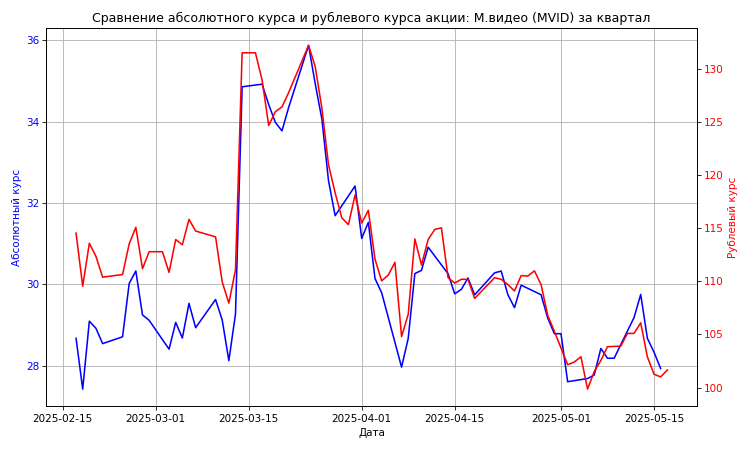 Сравнение абсолютного курса и рублевого курса акции: М.видео (MVID) за квартал
36
34
32
30
28
Абсолютный курс
130
125
120
115
110
105
100
Рублевый курс
2025-02-15 2025-03-01 2025-03-15 2025-04-01 2025-04-15 2025-05-01 2025-05-15
Дата